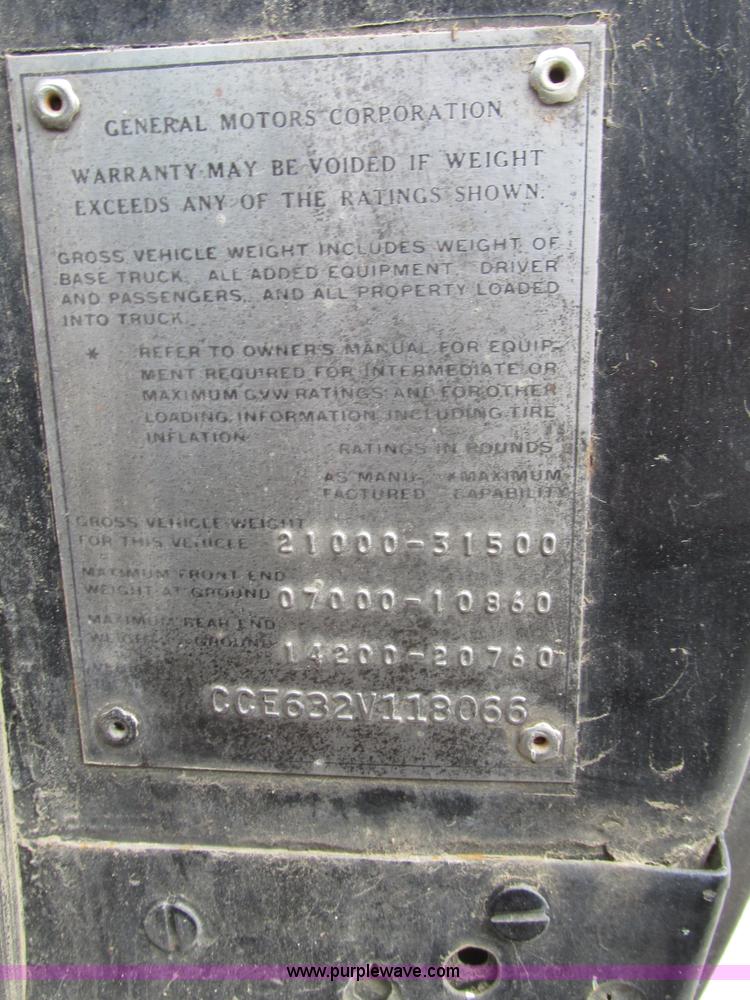 GENERAL MOTORS CORPORATION
WARRANTY MAY BE VOIDED IF WEIGHT
EXCEEDS ANY OF THE RATINGS SHOWN.
GROSS VEHICLE WEIGHT INCLUDES WEIGHT OF
BASE TRUCK, ALL ADDED EQUIPMENT, DRIVER
AND PASSENGERS, AND ALL PROPERTY LOADED
INTO TRUCK.
* REFER TO OWNER'S MANUAL FOR EQUIP-
MENT REQUIRED FOR INTERMEDIATE OR
MAXIMUM GVW RATINGS AND FOR OTHER
LOADING INFORMATION INCLUDING TIRE
INFLATION
RATINGS IN POUNDS
AS MANU- *MAXIMUM
FACTURED CAPABILITY
GROSS VEHICLE WEIGHT
FOR THIS VEHICLE 21000-31500
MAXIMUM FRONT END
WEIGHT AT GROUND 07000-10860
MAXIMUM REAR END
WEIGHT GROUND 14200-20760
CCE632V118066
www.purplewave.com